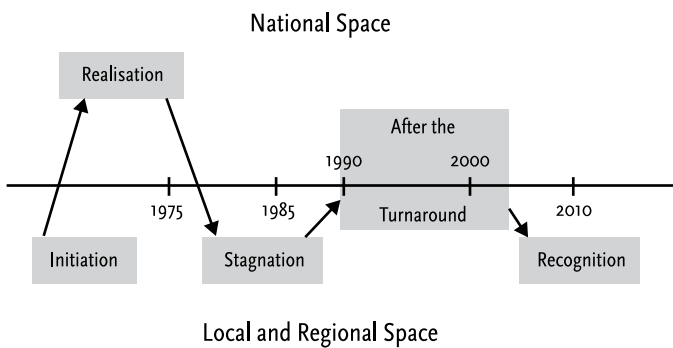 National Space
Realisation
After the
1990 2000
1975 1985 2010
Turnaround
Initiation Stagnation Recognition
Local and Regional Space